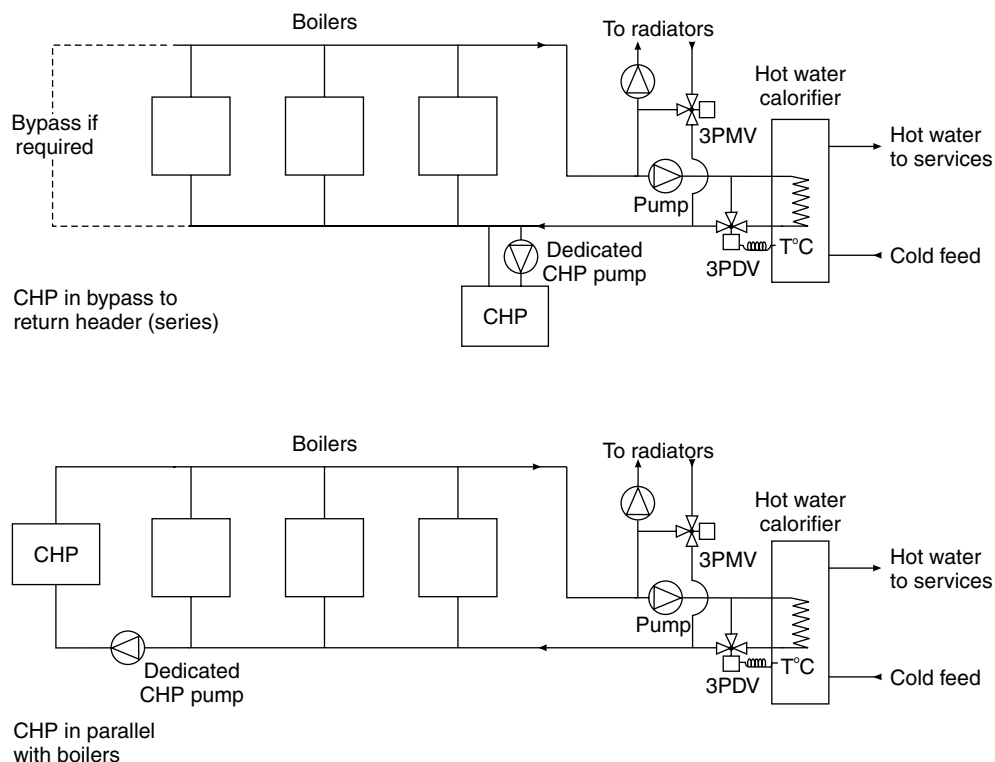 Boilers
To radiators
Hot water
calorifier
Bypass if
required
3PMV
Hot water
to services
Pump
Dedicated
CHP pump
3PDV
T°C
Cold feed
CHP in bypass to
return header (series)
CHP
Boilers
To radiators
Hot water
calorifier
CHP
3PMV
Hot water
to services
Pump
Dedicated
CHP pump
3PDV
T°C
Cold feed
CHP in parallel
with boilers